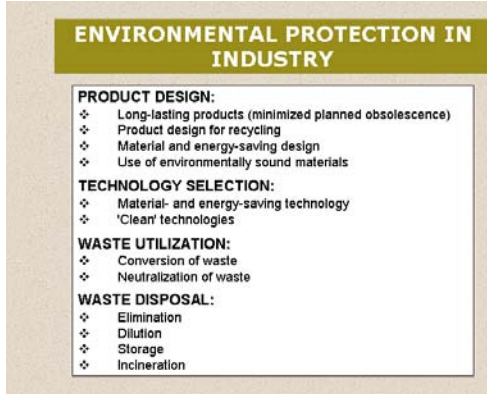 ENVIRONMENTAL PROTECTION IN
INDUSTRY
PRODUCT DESIGN:
❖ Long-lasting products (minimized planned obsolescence)
❖ Product design for recycling
❖ Material and energy-saving design
❖ Use of environmentally sound materials
TECHNOLOGY SELECTION:
❖ Material- and energy-saving technology
❖ 'Clean' technologies
WASTE UTILIZATION:
❖ Conversion of waste
❖ Neutralization of waste
WASTE DISPOSAL:
❖ Elimination
❖ Dilution
❖ Storage
❖ Incineration